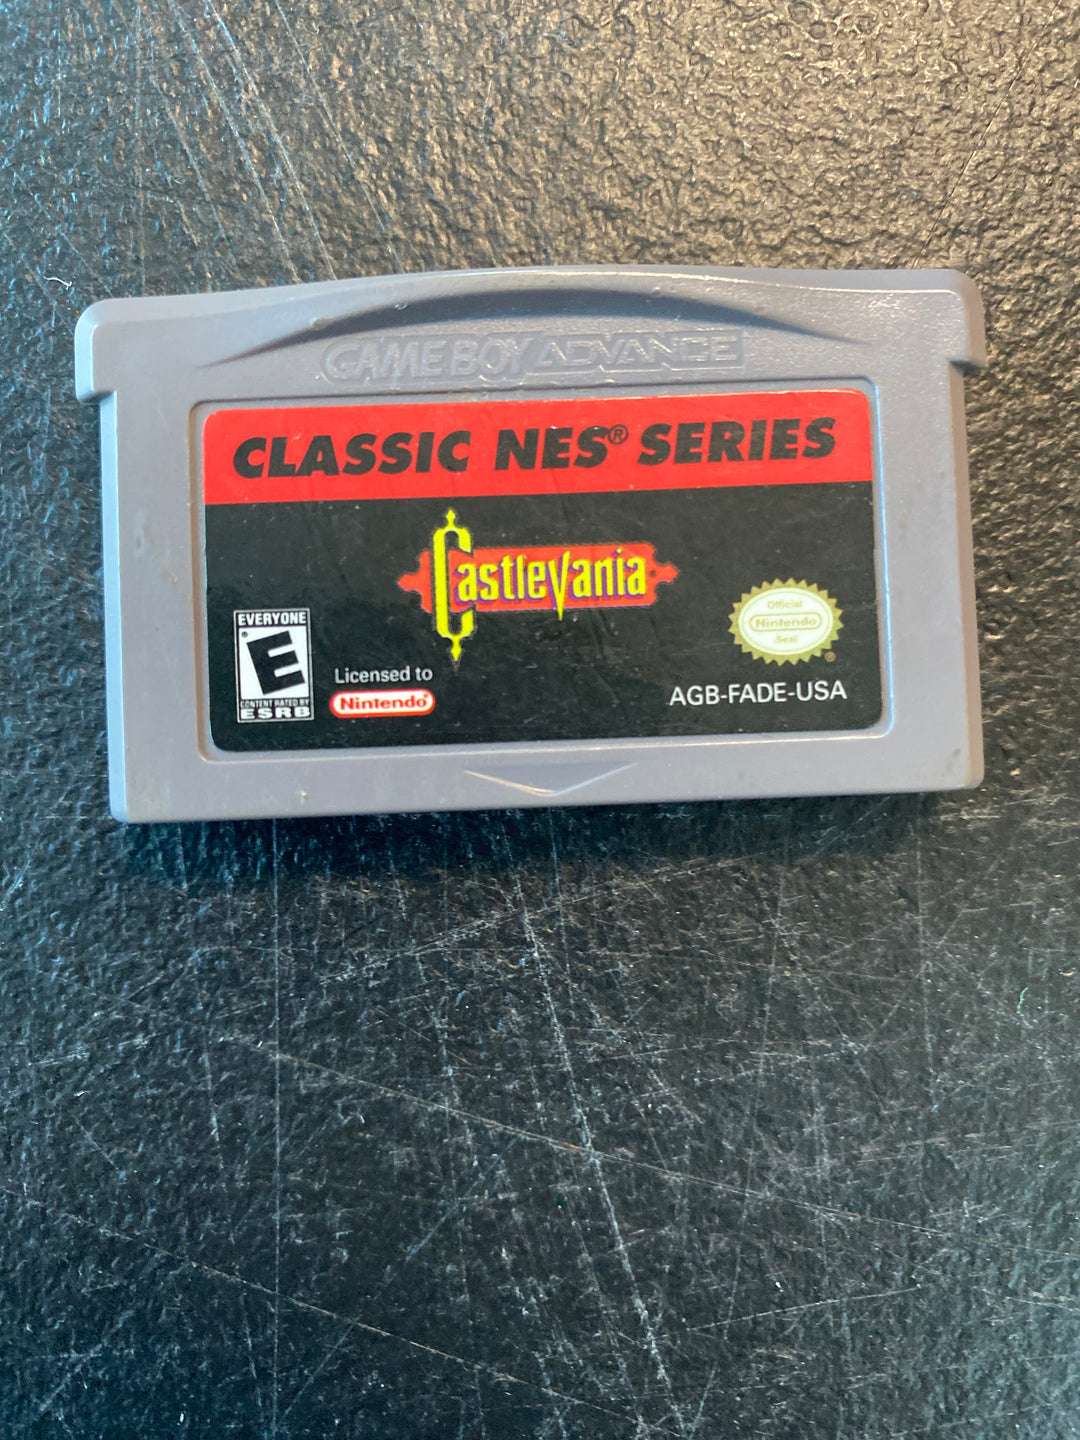 GAME BOY ADVANCE
CLASSIC NES® SERIES
Castlevania
EVERYONE
E
CONTENT RATED BY
ESRB
Licensed to
Nintendo®
Official
Nintendo
Seal
®
AGB-FADE-USA